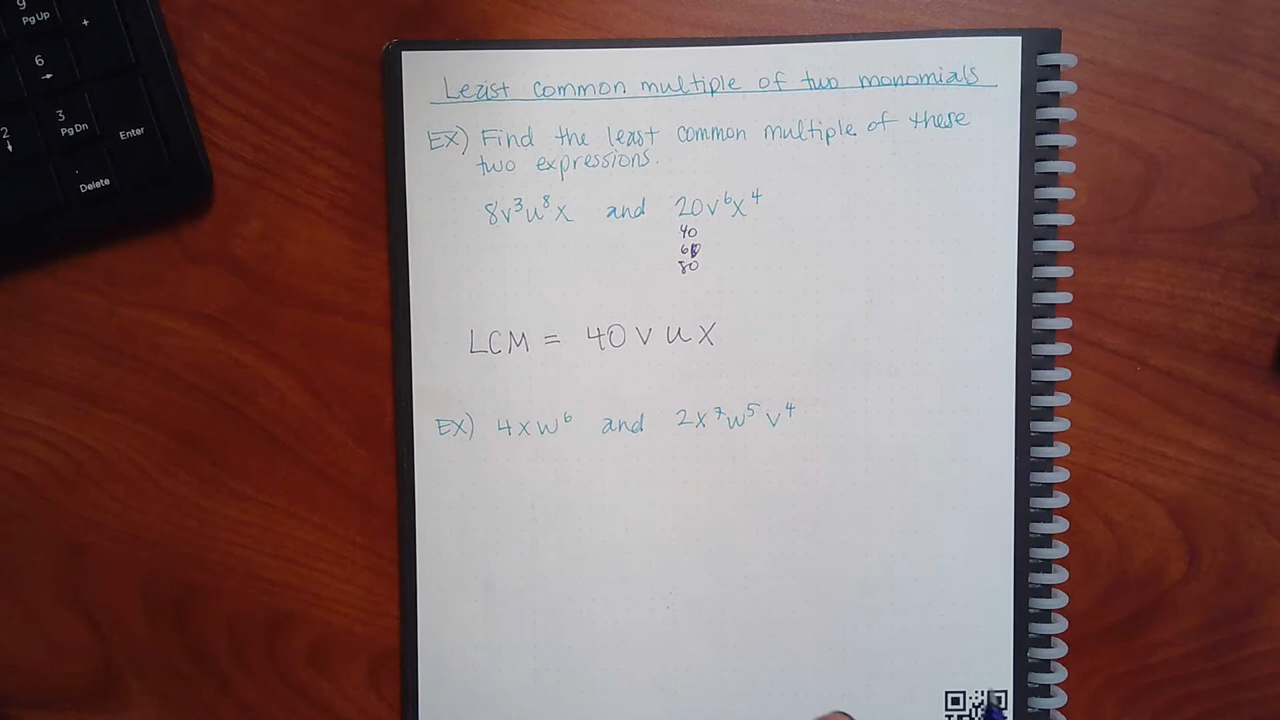 9
PgUp
+
6
→
2
↓
3
PgDn
Enter
.
Delete
Least common multiple of two monomials
EX) Find the least common multiple of these
two expressions.
8v³u⁸x and 20v⁶x⁴
40
60
80
LCM = 40 v u x
EX) 4xw⁶ and 2x⁷w⁵v⁴